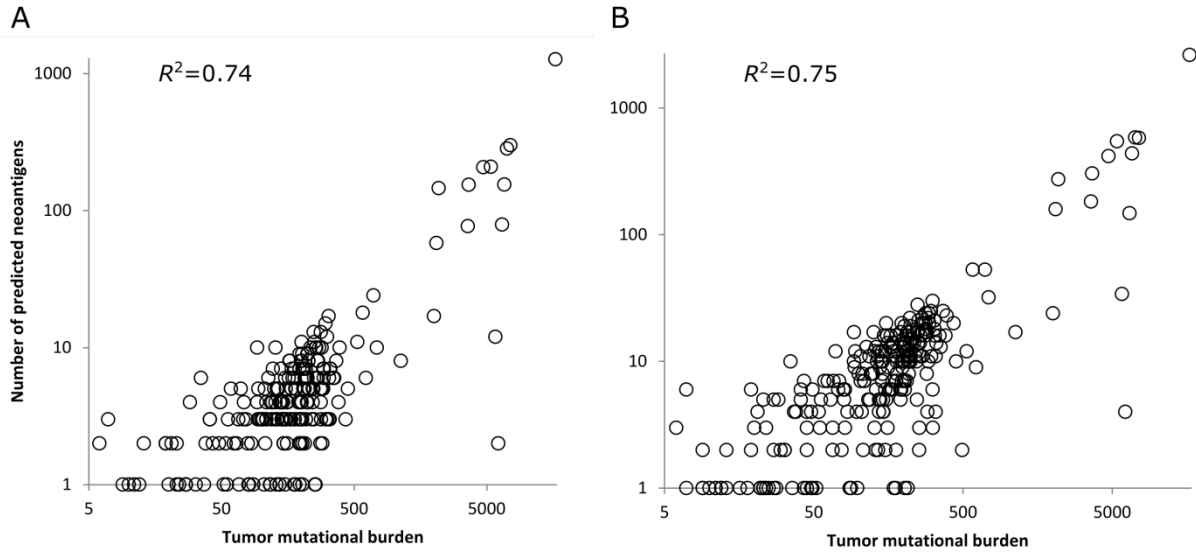 A
R²=0.74
Number of predicted neoantigens
1000
100
10
1
5
50
500
5000
Tumor mutational burden
B
R²=0.75
1000
100
10
1
5
50
500
5000
Tumor mutational burden